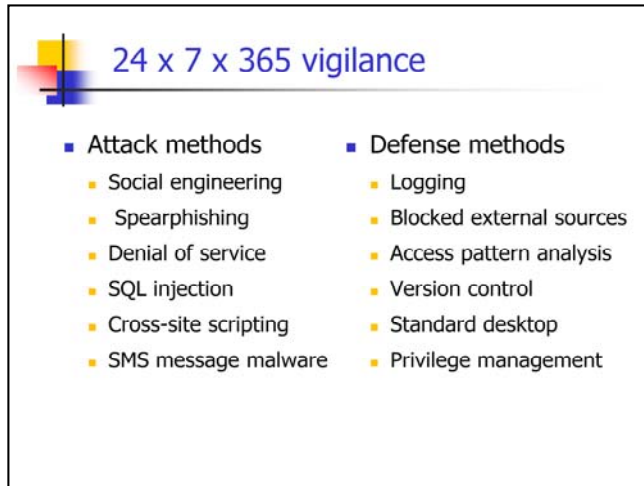 24 x 7 x 365 vigilance
Attack methods
Social engineering
Spearphishing
Denial of service
SQL injection
Cross-site scripting
SMS message malware
Defense methods
Logging
Blocked external sources
Access pattern analysis
Version control
Standard desktop
Privilege management